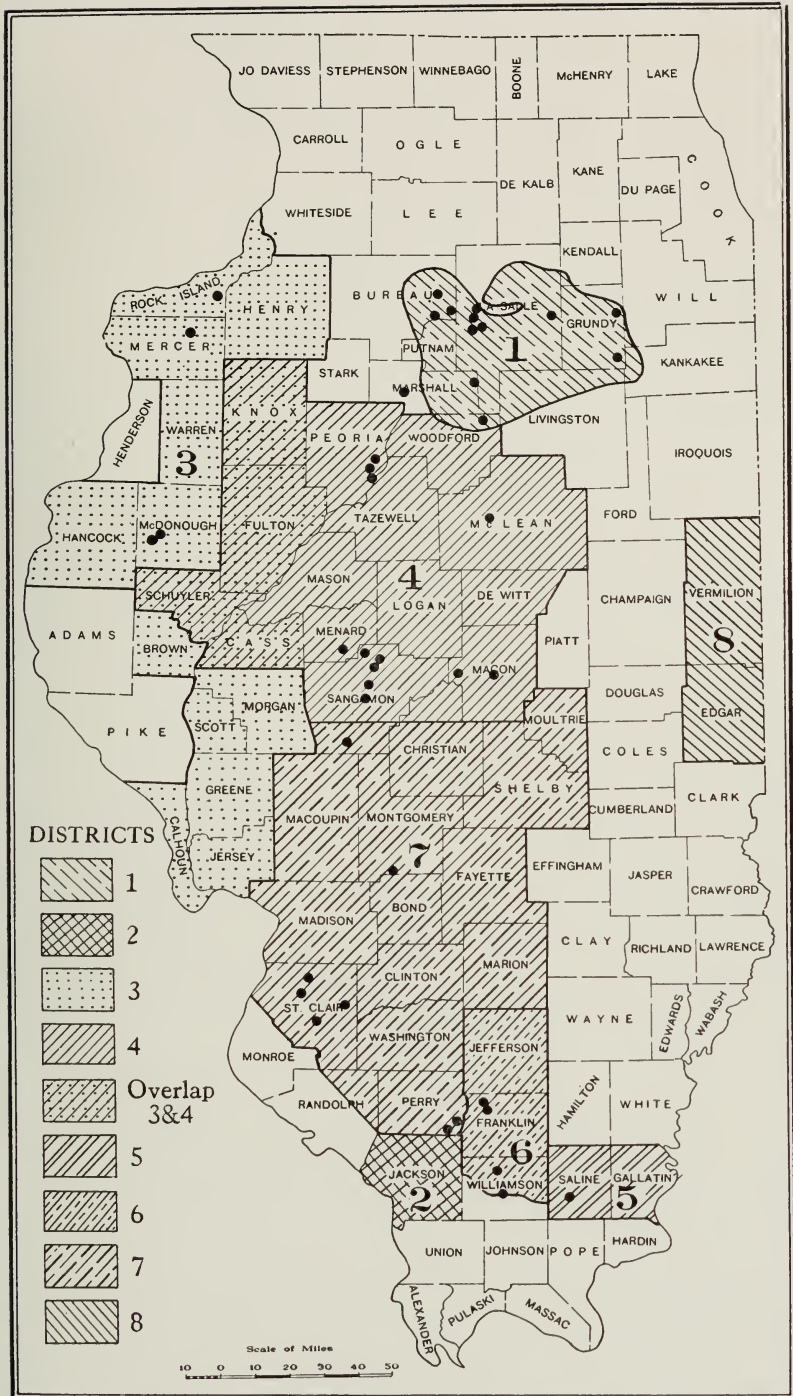 JO DAVIESS STEPHENSON WINNEBAGO BOONE McHENRY LAKE
CARROLL OGLE DE KALB KANE DU PAGE COOK
WHITESIDE LEE KENDALL
ROCK ISLAND HENRY BUREAU LA SALLE GRUNDY WILL
MERCER PUTNAM 1 KANKAKEE
STARK MARSHALL
HENDERSON WARREN KNOX PEORIA WOODFORD LIVINGSTON IROQUOIS
3
HANCOCK McDONOUGH FULTON TAZEWELL McLEAN FORD
SCHUYLER MASON 4 LOGAN DE WITT CHAMPAIGN VERMILION
ADAMS BROWN CASS MENARD PIATT 8
SANGAMON MACON DOUGLAS EDGAR
PIKE SCOTT MORGAN MOULTRIE
CHRISTIAN COLES
GREENE MACOUPIN MONTGOMERY SHELBY CUMBERLAND CLARK
CALHOUN JERSEY 7 FAYETTE EFFINGHAM JASPER CRAWFORD
MADISON BOND
CLINTON MARION CLAY RICHLAND LAWRENCE
ST. CLAIR WASHINGTON JEFFERSON WAYNE EDWARDS WABASH
MONROE
RANDOLPH PERRY FRANKLIN HAMILTON WHITE
6
JACKSON WILLIAMSON SALINE GALLATIN
2 5
UNION JOHNSON POPE HARDIN
ALEXANDER PULASKI MASSAC
DISTRICTS
1
2
3
4
Overlap
3&4
5
6
7
8
Scale of Miles
10 0 10 20 30 40 50